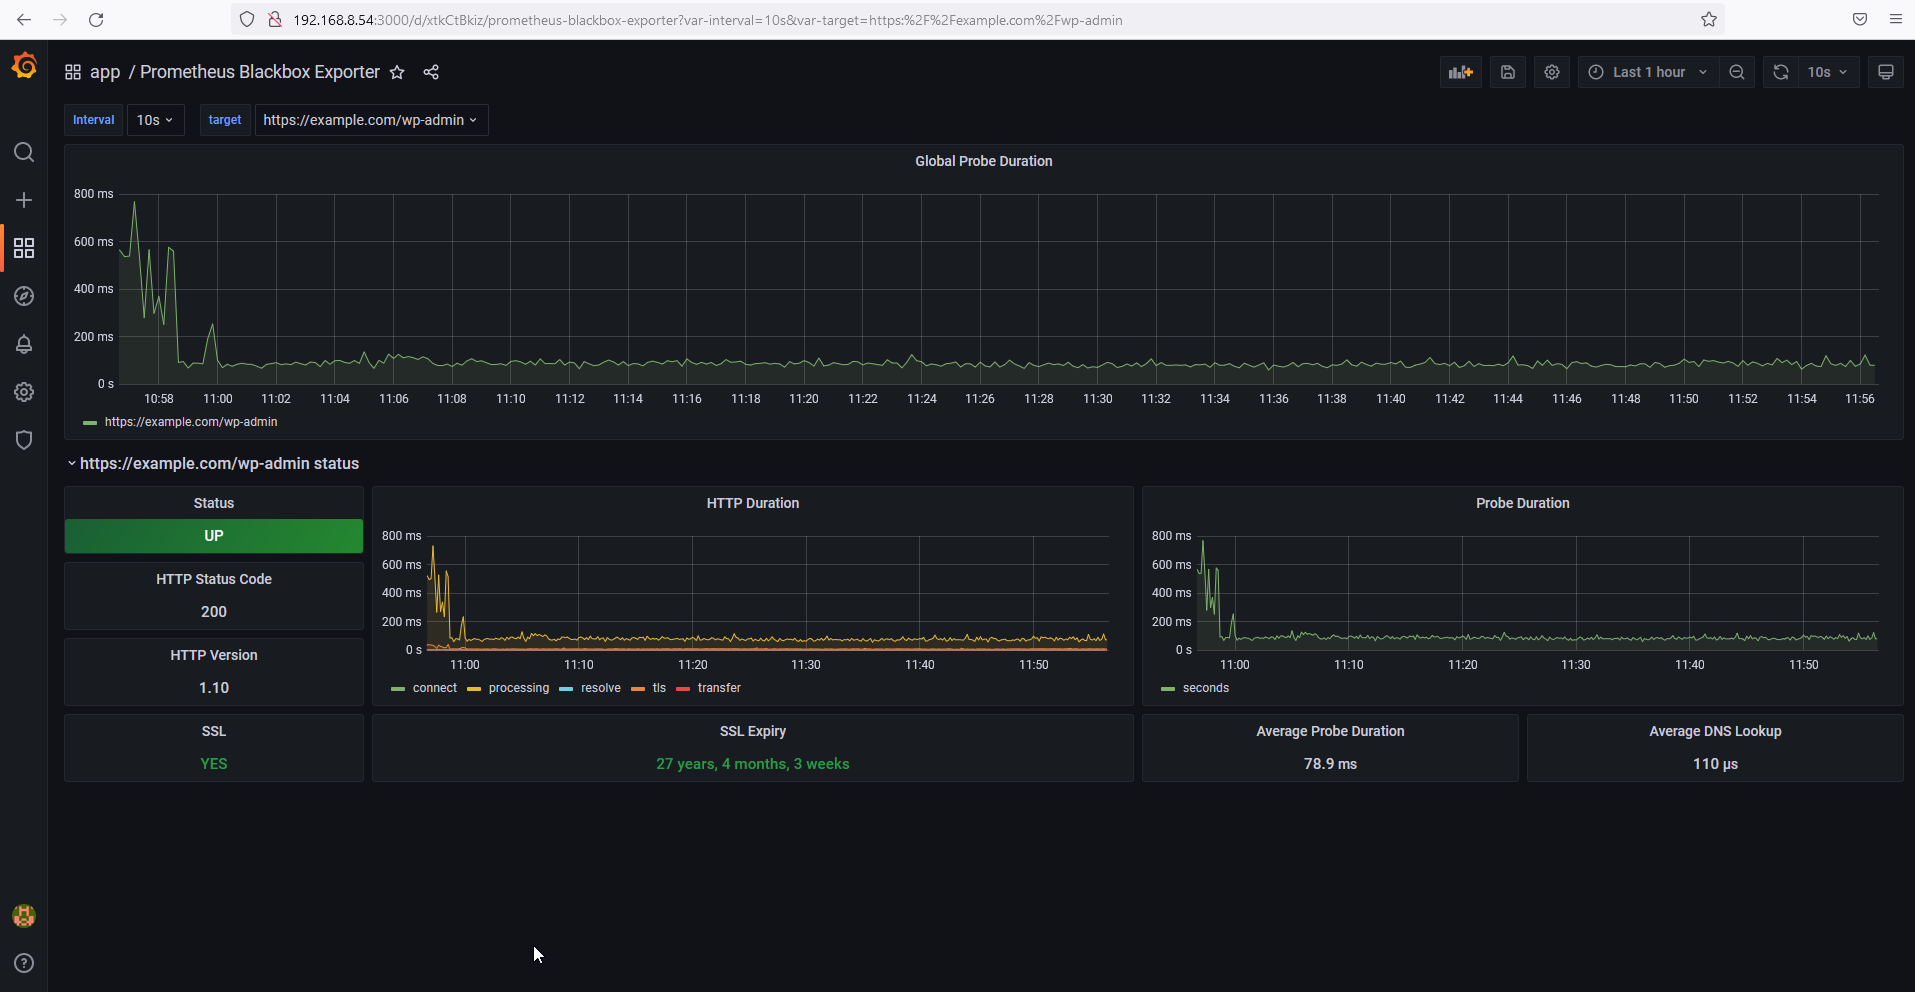 192.168.8.54:3000/d/xtkCtBkiz/prometheus-blackbox-exporter?var-interval=10s&var-target=https:%2F%2Fexample.com%2Fwp-admin
app / Prometheus Blackbox Exporter
Last 1 hour
10s
Interval 10s target https://example.com/wp-admin
Global Probe Duration
800 ms
600 ms
400 ms
200 ms
0 s
10:58 11:00 11:02 11:04 11:06 11:08 11:10 11:12 11:14 11:16 11:18 11:20 11:22 11:24 11:26 11:28 11:30 11:32 11:34 11:36 11:38 11:40 11:42 11:44 11:46 11:48 11:50 11:52 11:54 11:56
https://example.com/wp-admin
https://example.com/wp-admin status
Status
UP
HTTP Status Code
200
HTTP Version
1.10
HTTP Duration
800 ms
600 ms
400 ms
200 ms
0 s
11:00 11:10 11:20 11:30 11:40 11:50
connect processing resolve tls transfer
Probe Duration
800 ms
600 ms
400 ms
200 ms
0 s
11:00 11:10 11:20 11:30 11:40 11:50
seconds
SSL
YES
SSL Expiry
27 years, 4 months, 3 weeks
Average Probe Duration
78.9 ms
Average DNS Lookup
110 µs